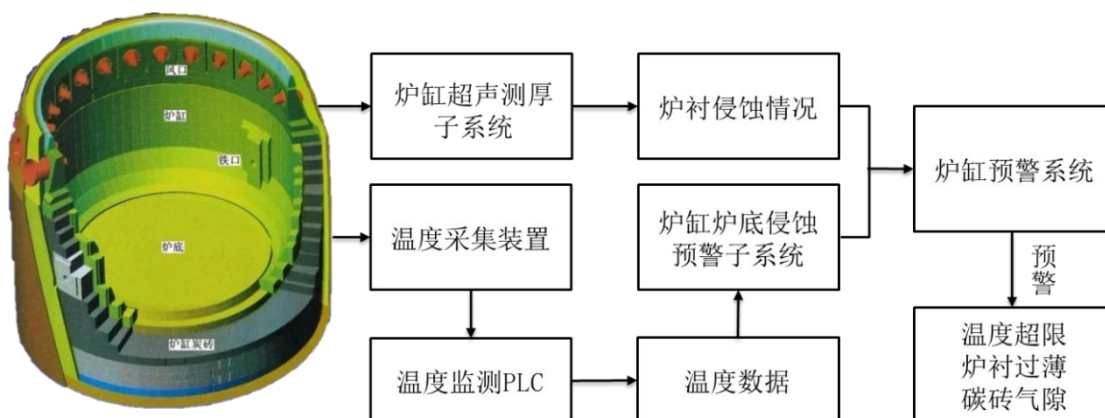 风口
炉缸
铁口
炉底
炉缸炭砖
炉缸超声测厚
子系统
炉衬侵蚀情况
炉缸预警系统
温度采集装置
炉缸炉底侵蚀
预警子系统
预
警
温度监测PLC
温度数据
温度超限
炉衬过薄
碳砖气隙